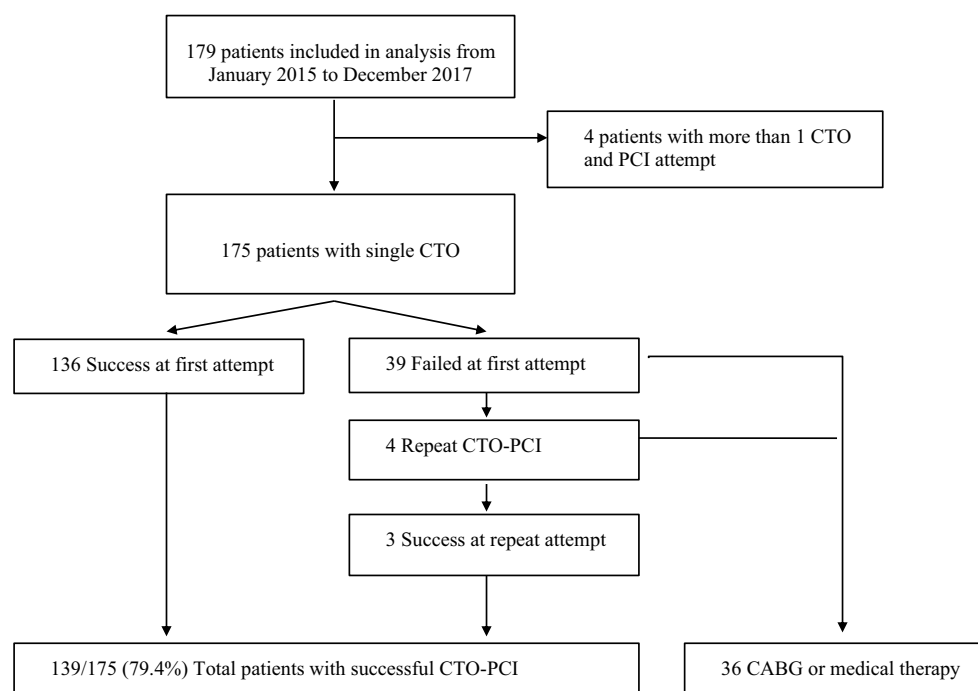 179 patients included in analysis from
January 2015 to December 2017
4 patients with more than 1 CTO
and PCI attempt
175 patients with single CTO
136 Success at first attempt
39 Failed at first attempt
4 Repeat CTO-PCI
3 Success at repeat attempt
139/175 (79.4%) Total patients with successful CTO-PCI
36 CABG or medical therapy